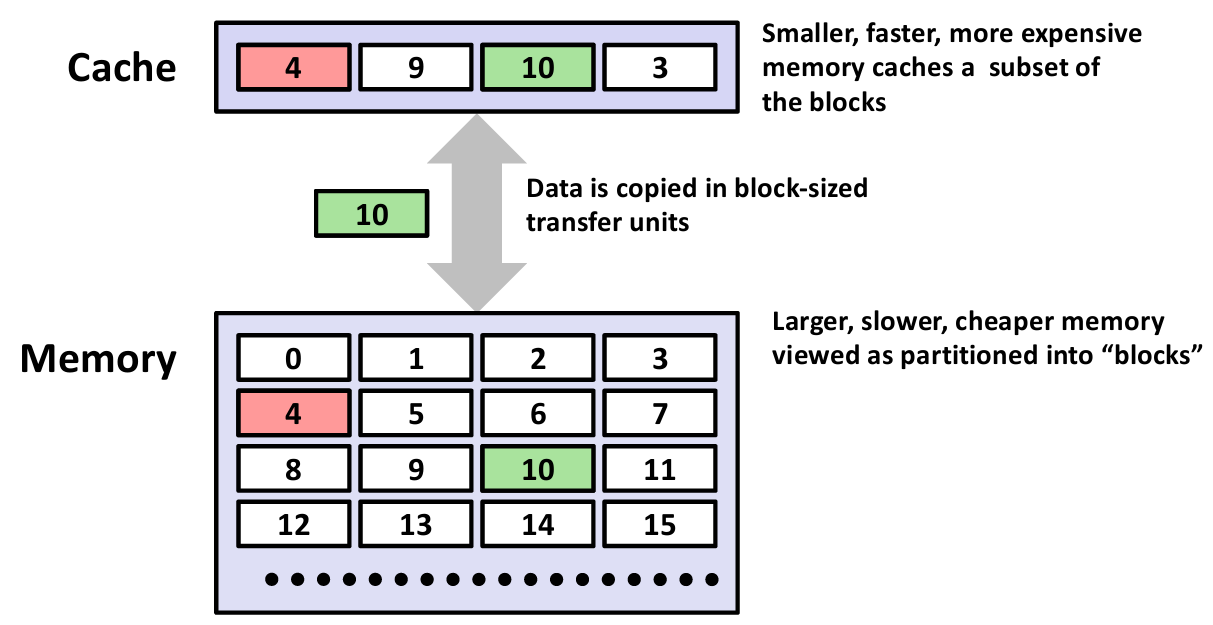 Cache
4 9 10 3
Smaller, faster, more expensive
memory caches a subset of
the blocks
10
Data is copied in block-sized
transfer units
Memory
0 1 2 3
4 5 6 7
8 9 10 11
12 13 14 15
Larger, slower, cheaper memory
viewed as partitioned into “blocks”